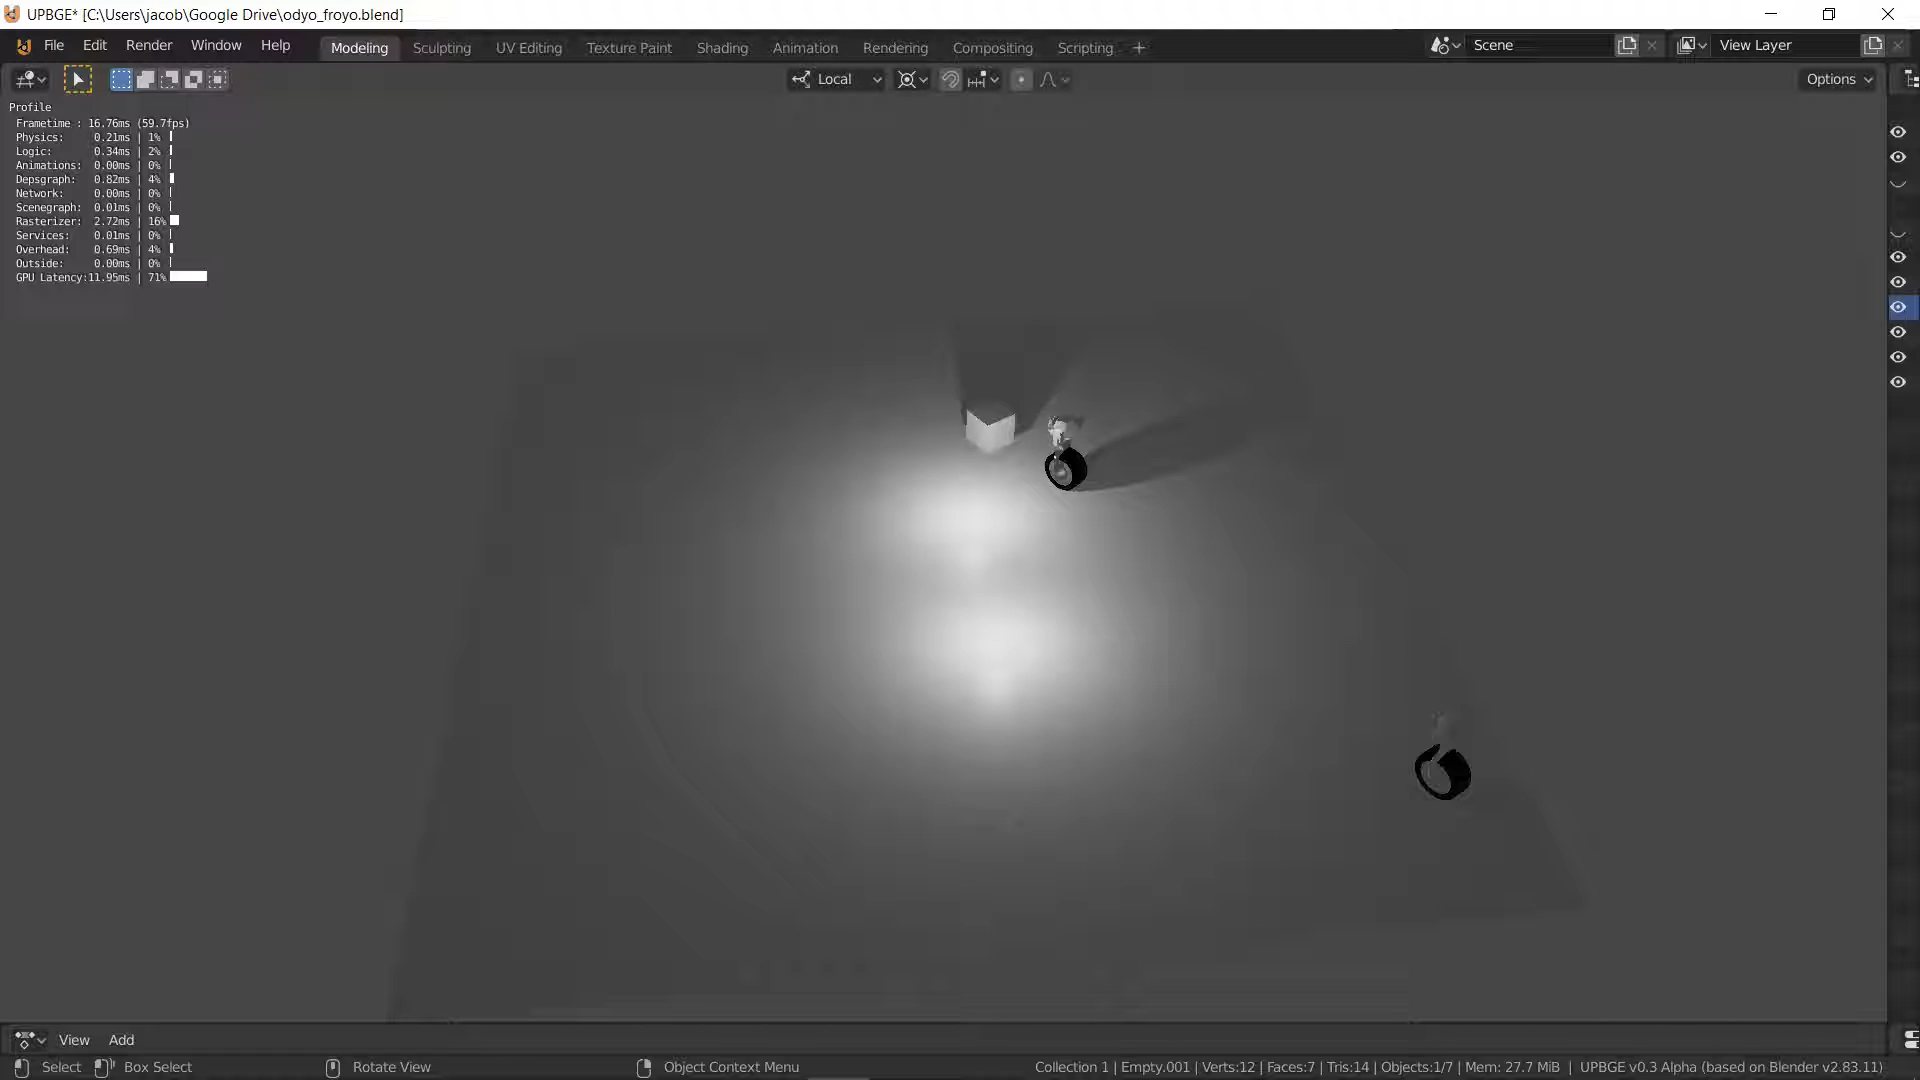 UPBGE* [C:\Users\jacob\Google Drive\odyo_froyo.blend]
File Edit Render Window Help Modeling Sculpting UV Editing Texture Paint Shading Animation Rendering Compositing Scripting + Scene View Layer
Local Options
Profile
Frametime : 16.76ms (59.7fps)
Physics: 0.21ms | 1%
Logic: 0.34ms | 2%
Animations: 0.00ms | 0%
Depsgraph: 0.82ms | 4%
Network: 0.00ms | 0%
Scenegraph: 0.01ms | 0%
Rasterizer: 2.72ms | 16%
Services: 0.01ms | 0%
Overhead: 0.69ms | 4%
Outside: 0.00ms | 0%
GPU Latency:11.95ms | 71%
View Add
Select Box Select Rotate View Object Context Menu Collection 1 | Empty.001 | Verts:12 | Faces:7 | Tris:14 | Objects:1/7 | Mem: 27.7 MiB | UPBGE v0.3 Alpha (based on Blender v2.83.11)